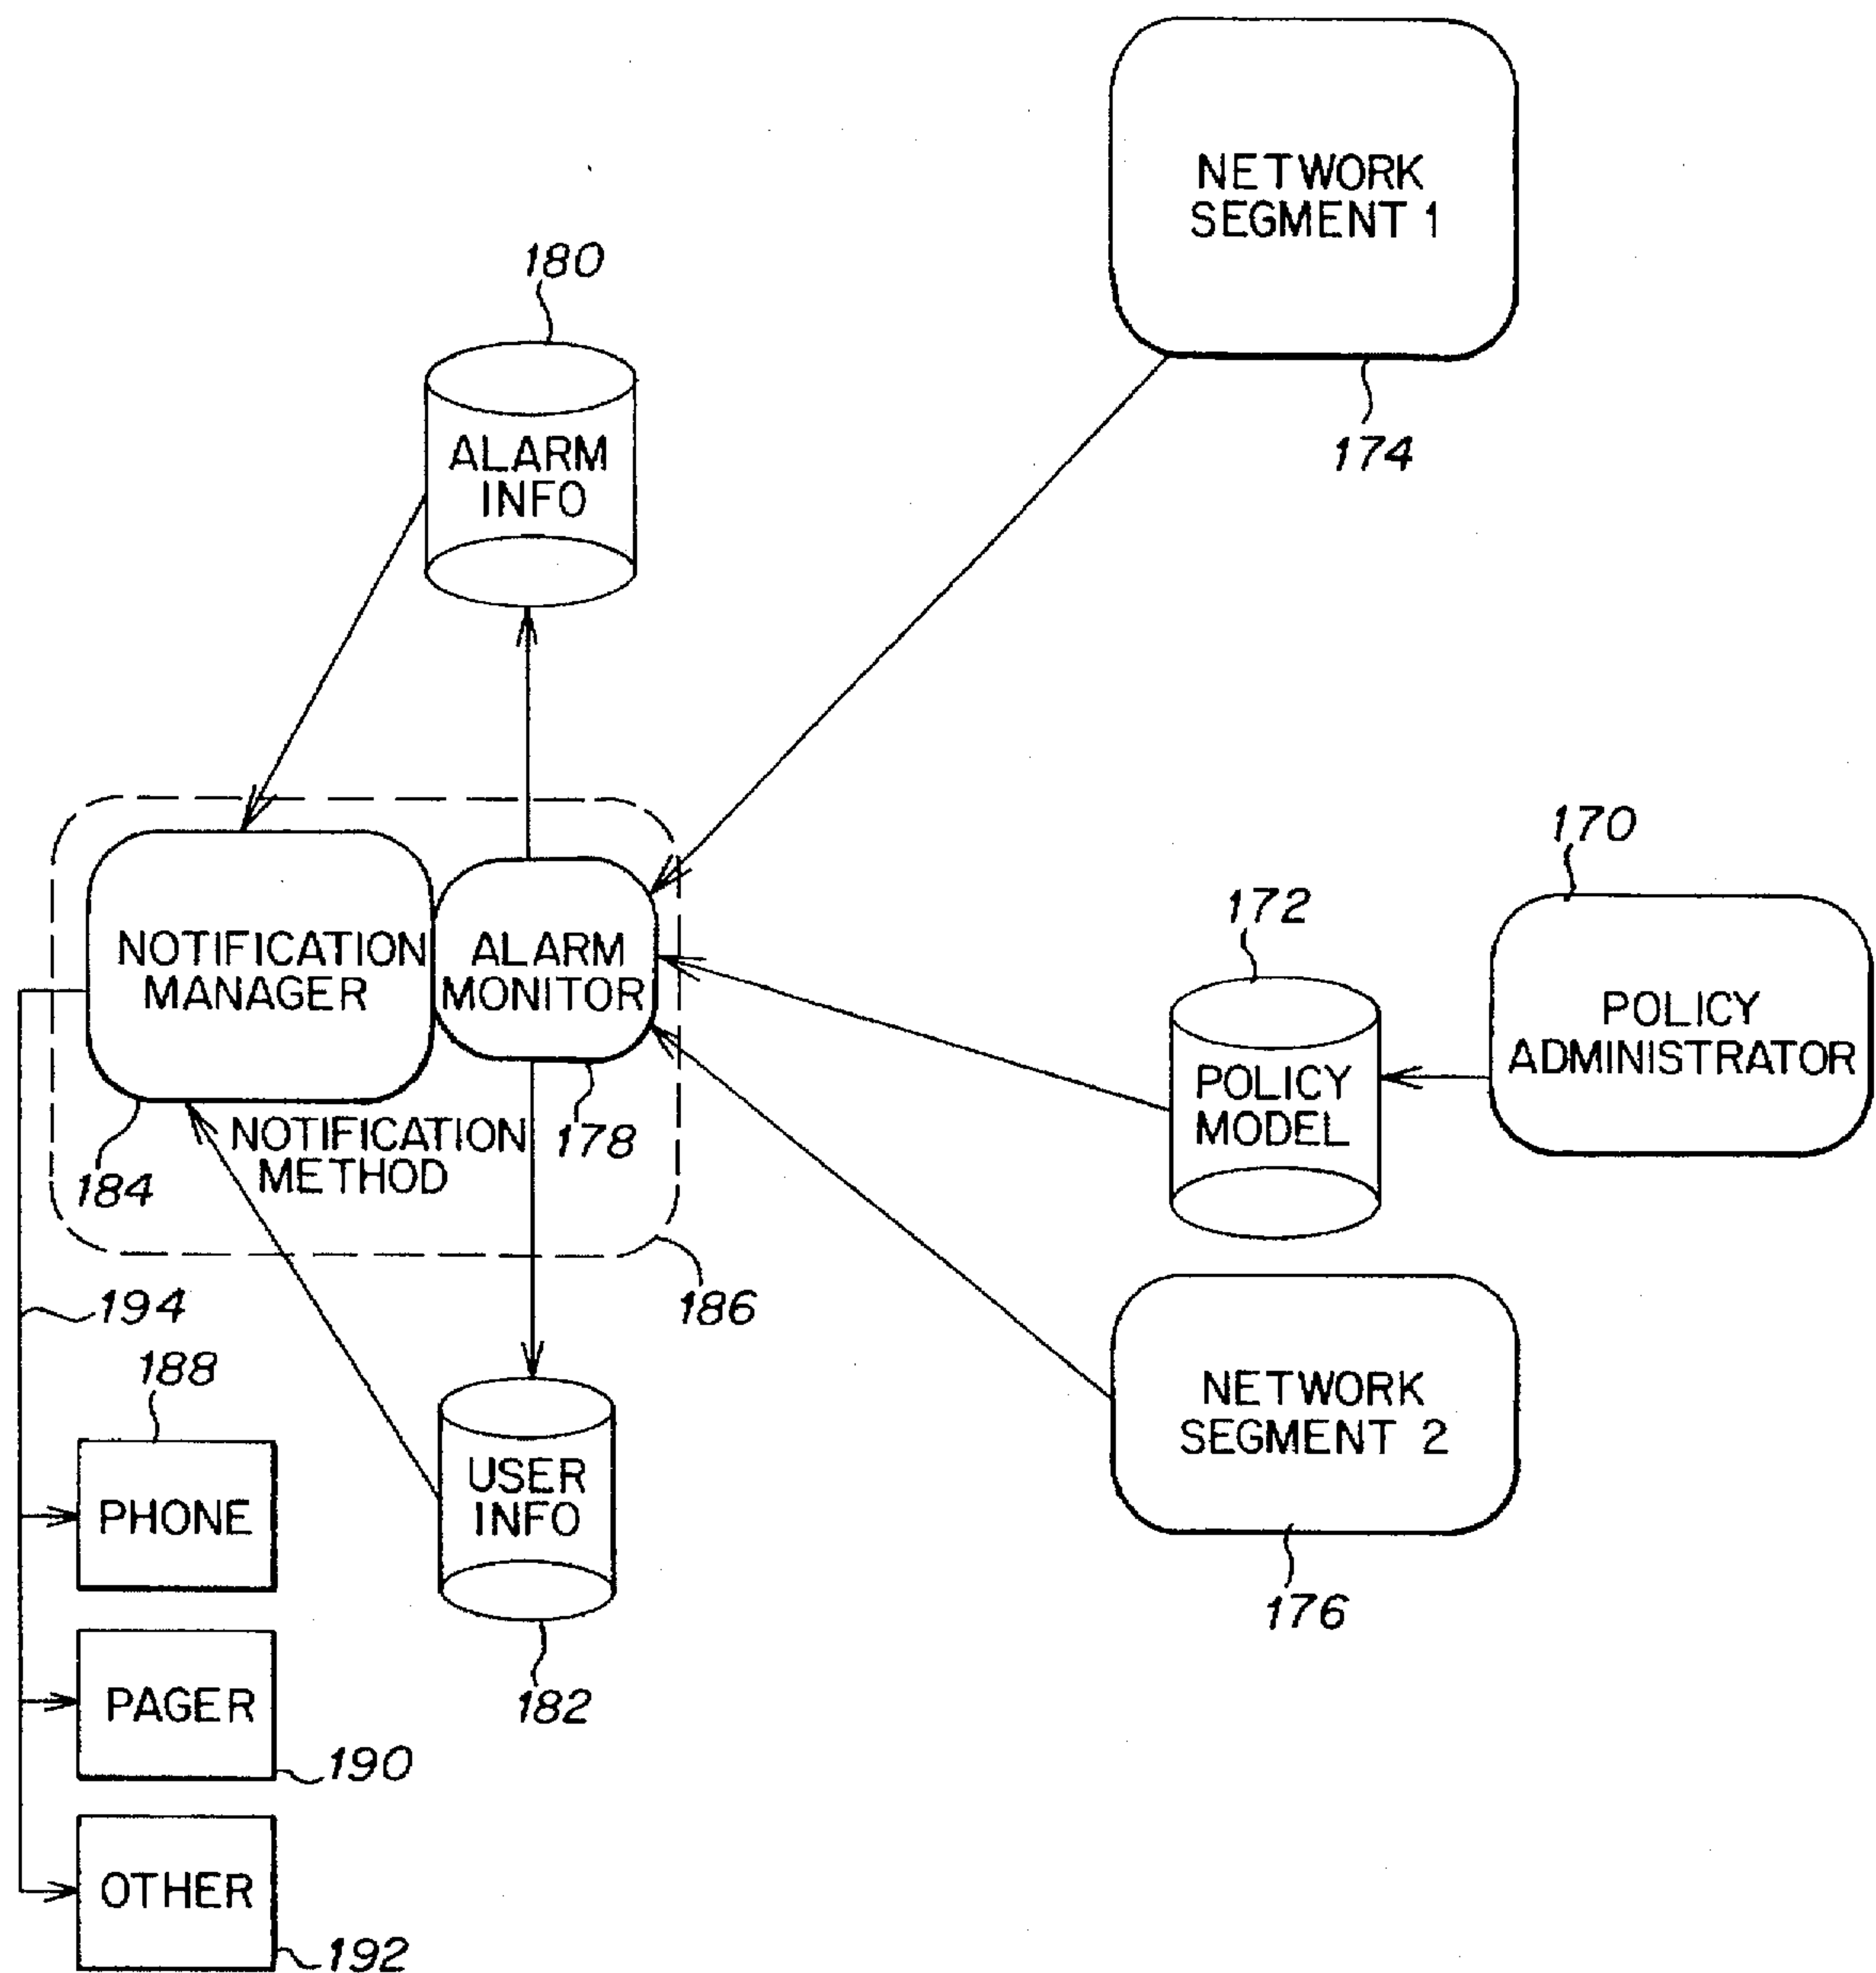 NETWORK
SEGMENT 1
174
180
ALARM
INFO
170
172
POLICY
ADMINISTRATOR
POLICY
MODEL
NOTIFICATION
MANAGER
ALARM
MONITOR
178
NOTIFICATION
METHOD
184
186
194
188
PHONE
USER
INFO
182
NETWORK
SEGMENT 2
176
PAGER
190
OTHER
192